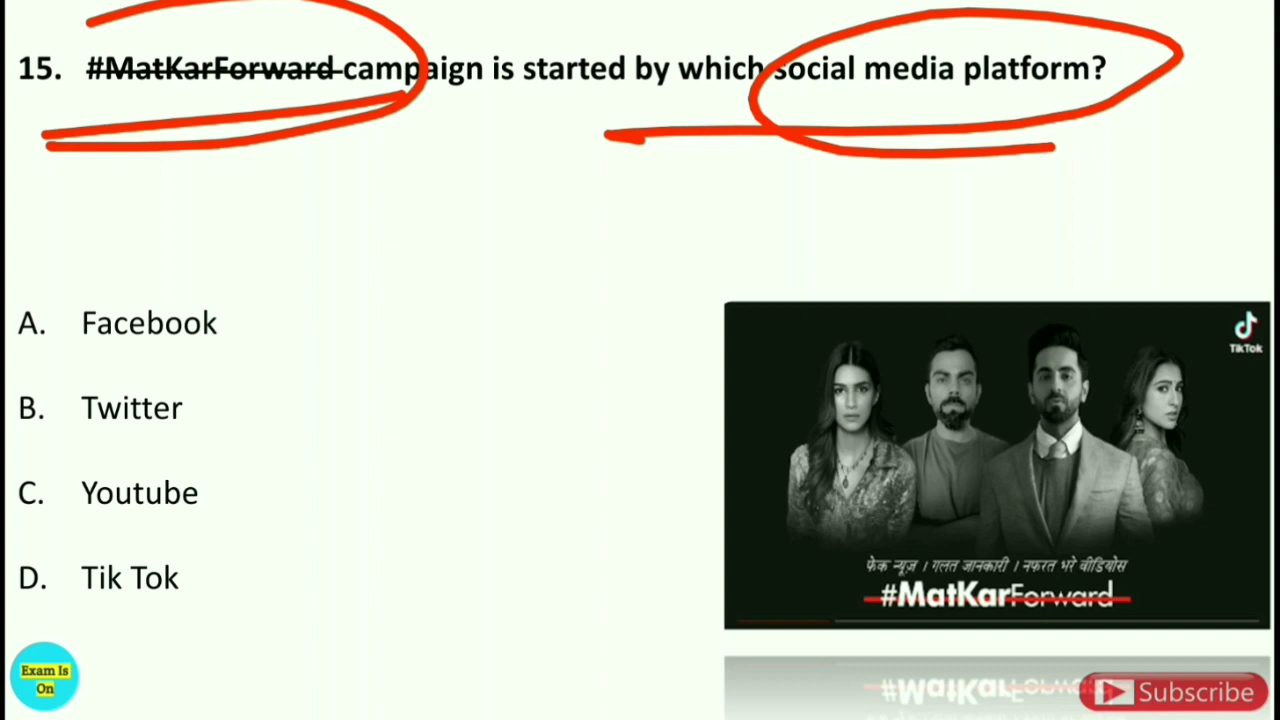 15. #MatKarForward campaign is started by which social media platform?
A. Facebook
B. Twitter
C. Youtube
D. Tik Tok
TikTok
फेक न्यूज़ । गलत जानकारी । नफरत भरे वीडियोस
#MatKarForward
Exam Is
On
Subscribe